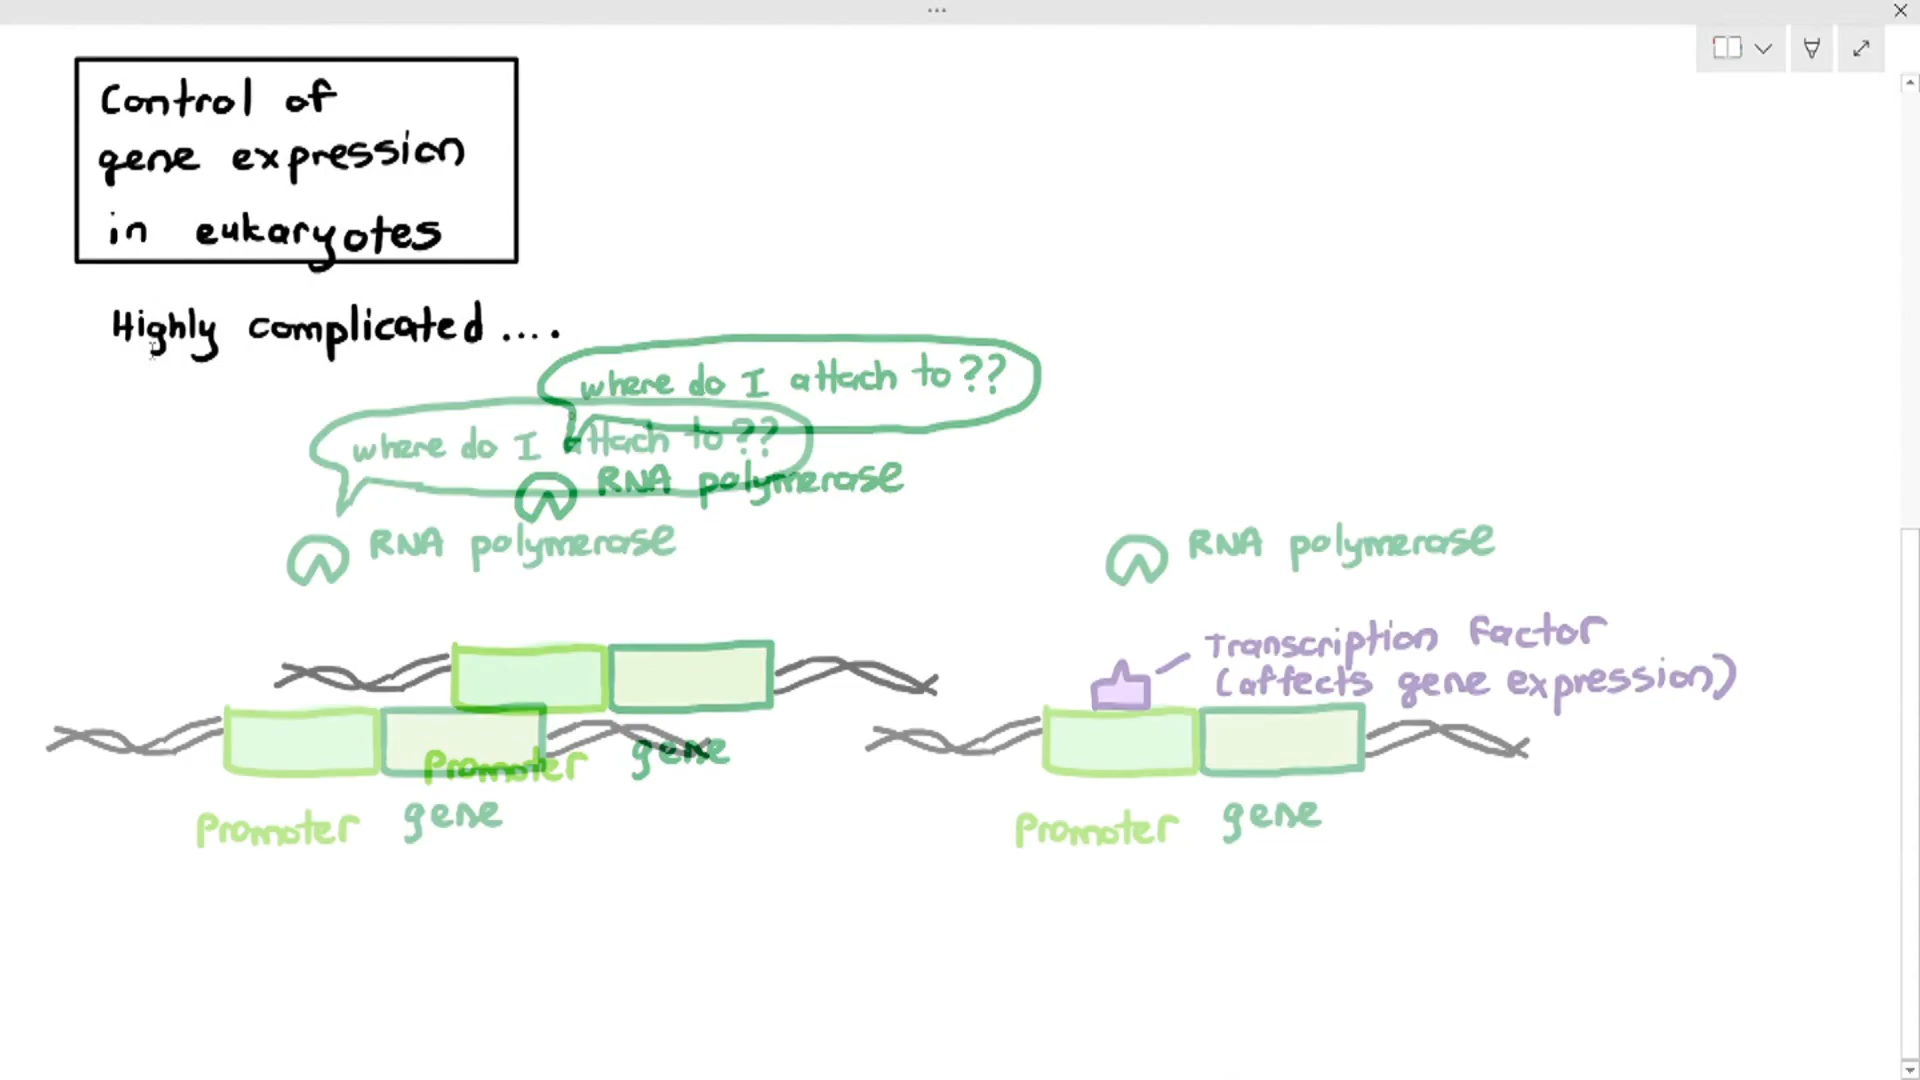 Control of
gene expression
in eukaryotes
Highly complicated ....
where do I attach to??
where do I attach to??
RNA polymerase
RNA polymerase
RNA polymerase
Transcription factor
(affects gene expression)
Promoter
gene
Promoter
gene
Promoter
gene